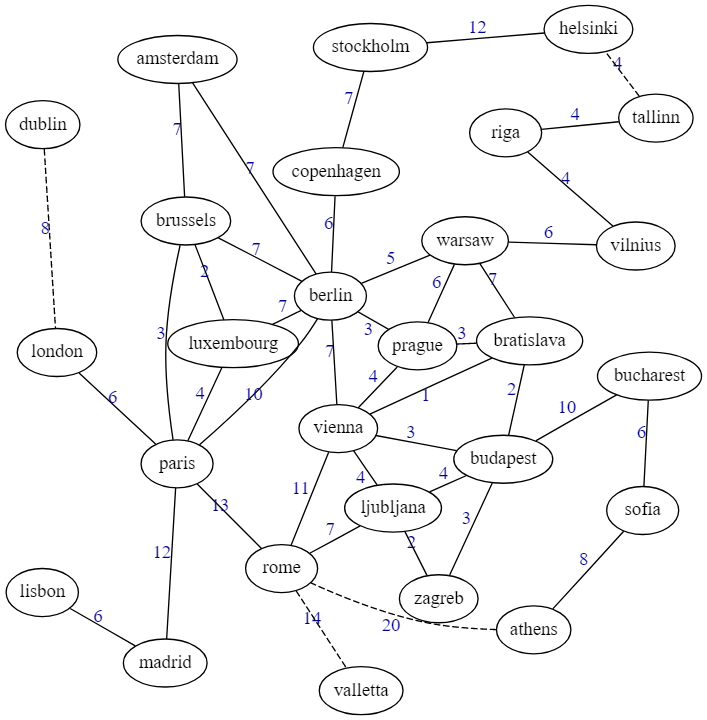 12
helsinki
stockholm
amsterdam
4
7
tallinn
dublin
4
riga
7
7
copenhagen
4
8
brussels
6
warsaw
6
vilnius
7
5
2
6
7
berlin
7
3
3
3
luxembourg
prague
bratislava
london
7
4
bucharest
6
4
10
1
2
10
vienna
3
6
paris
budapest
4
4
11
13
ljubljana
3
sofia
7
2
12
8
rome
lisbon
zagreb
6
14
20
athens
madrid
valletta